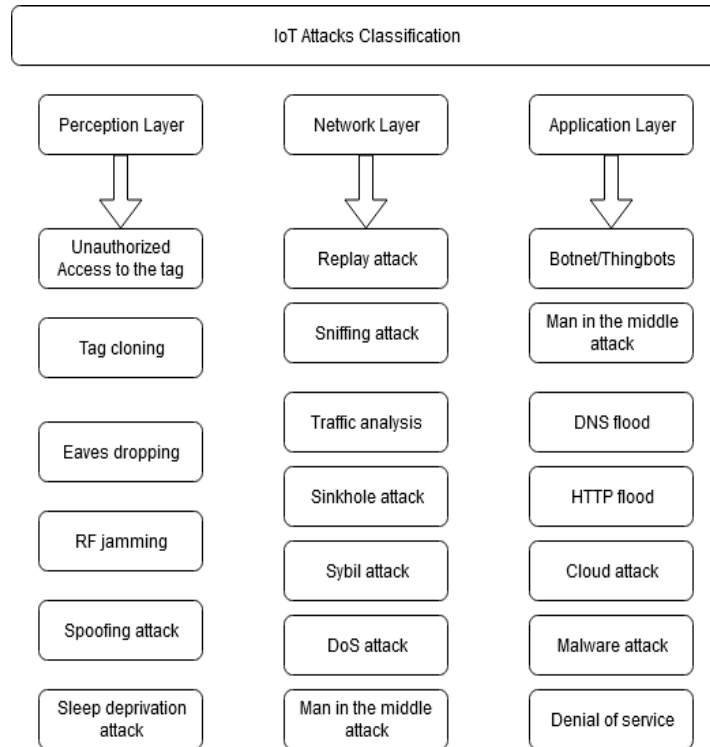 IoT Attacks Classification
Perception Layer
Network Layer
Application Layer
Unauthorized
Access to the tag
Replay attack
Botnet/Thingbots
Tag cloning
Sniffing attack
Man in the middle
attack
Eaves dropping
Traffic analysis
DNS flood
RF jamming
Sinkhole attack
HTTP flood
Spoofing attack
Sybil attack
Cloud attack
Sleep deprivation
attack
DoS attack
Malware attack
Man in the middle
attack
Denial of service